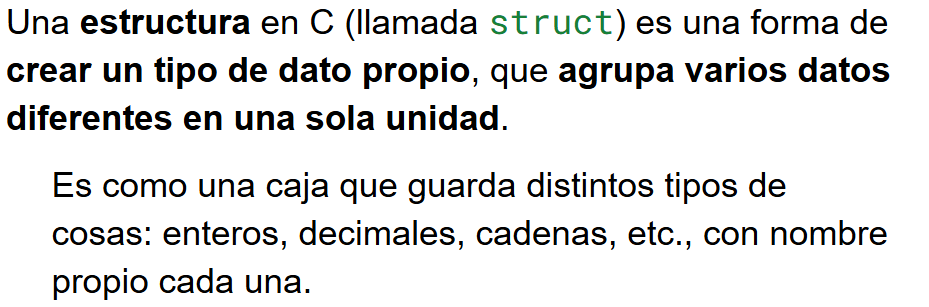 Una estructura en C (llamada struct) es una forma de
crear un tipo de dato propio, que agrupa varios datos
diferentes en una sola unidad.
Es como una caja que guarda distintos tipos de
cosas: enteros, decimales, cadenas, etc., con nombre
propio cada una.